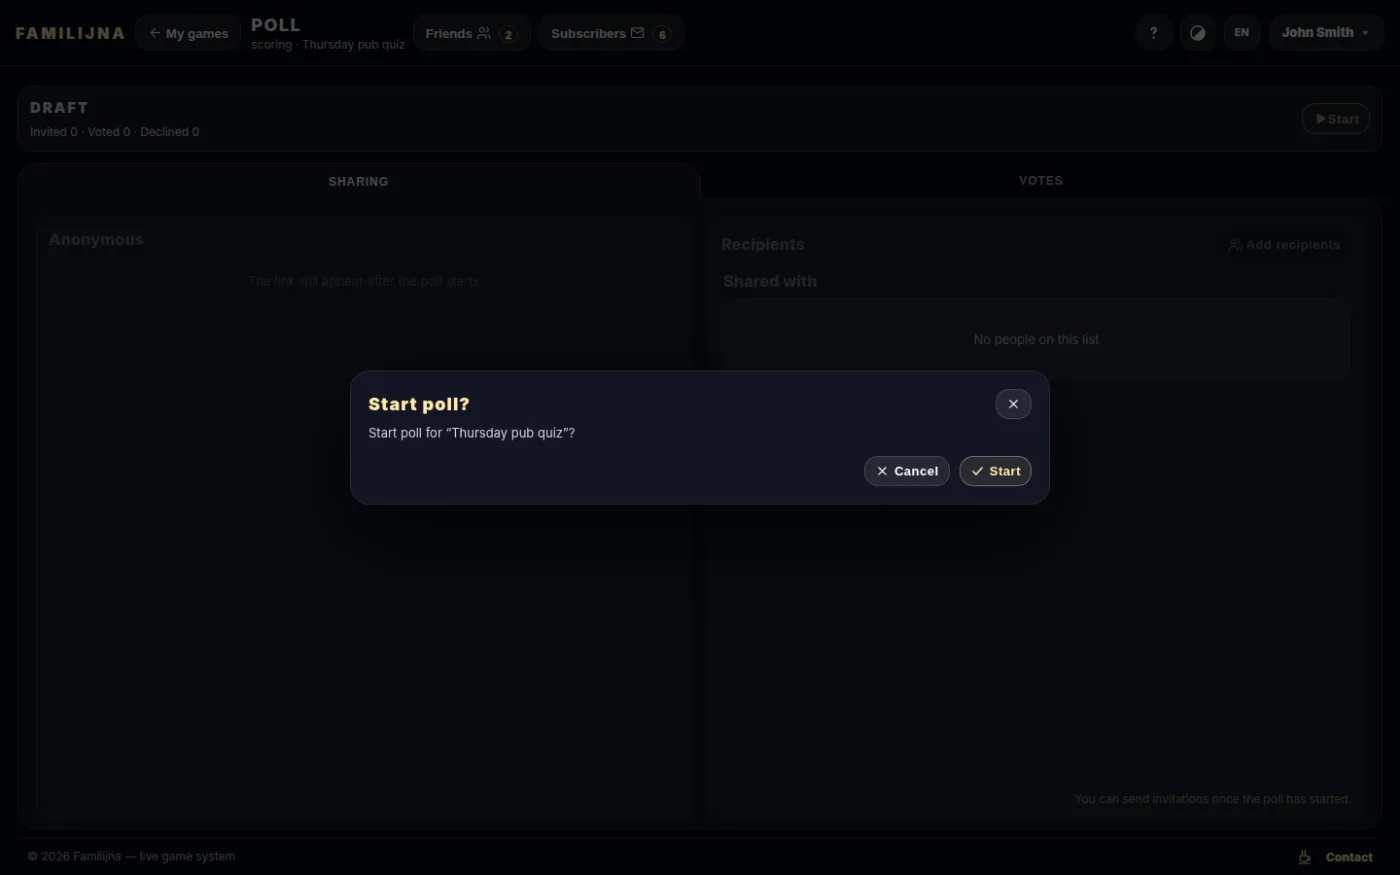 FAMILIJNA
← My games
POLL
scoring · Thursday pub quiz
Friends 2
Subscribers 6
?
EN
John Smith
DRAFT
Invited 0 · Voted 0 · Declined 0
Start
SHARING
VOTES
Anonymous
The link will appear after the poll starts.
Recipients
Add recipients
Shared with
No people on this list
Start poll?
Start poll for “Thursday pub quiz”?
Cancel
Start
You can send invitations once the poll has started.
© 2026 Familijna — live game system
Contact